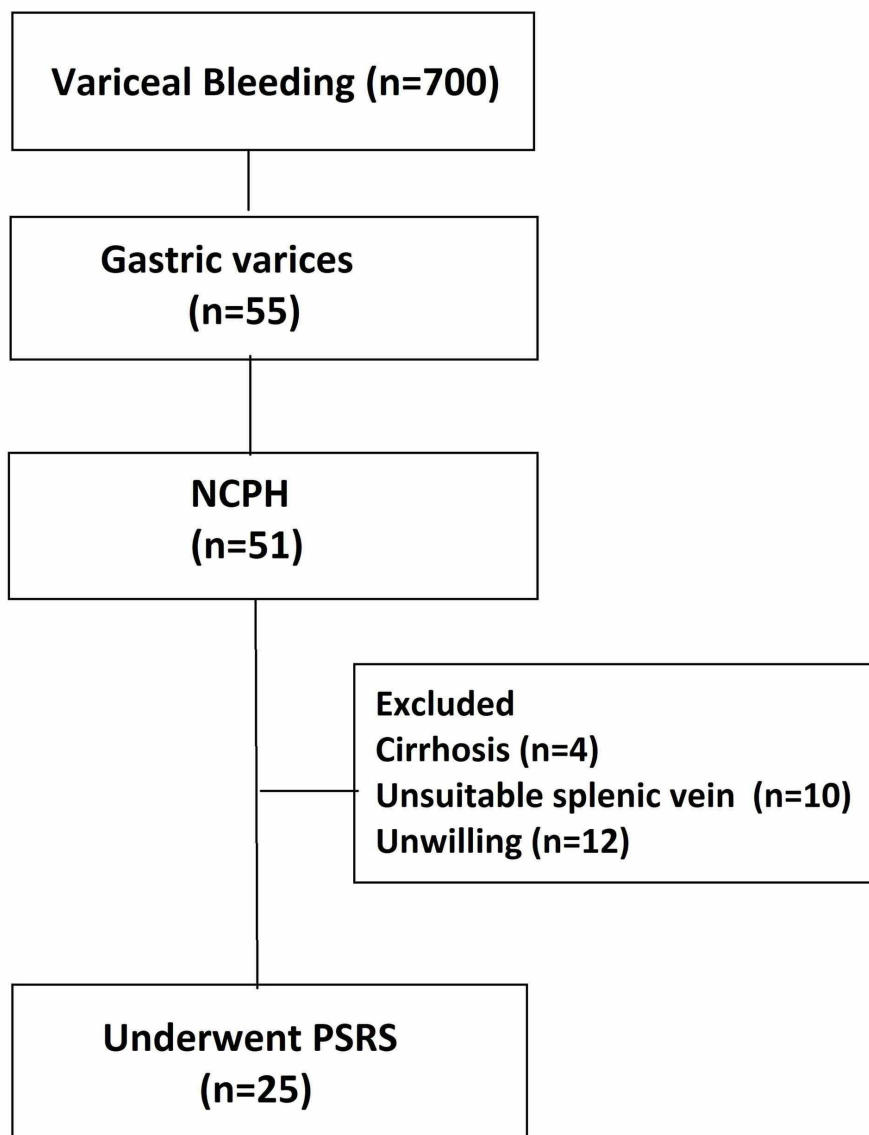 Variceal Bleeding (n=700)
Gastric varices
(n=55)
NCPH
(n=51)
Excluded
Cirrhosis (n=4)
Unsuitable splenic vein  (n=10)
Unwilling (n=12)
Underwent PSRS
(n=25)